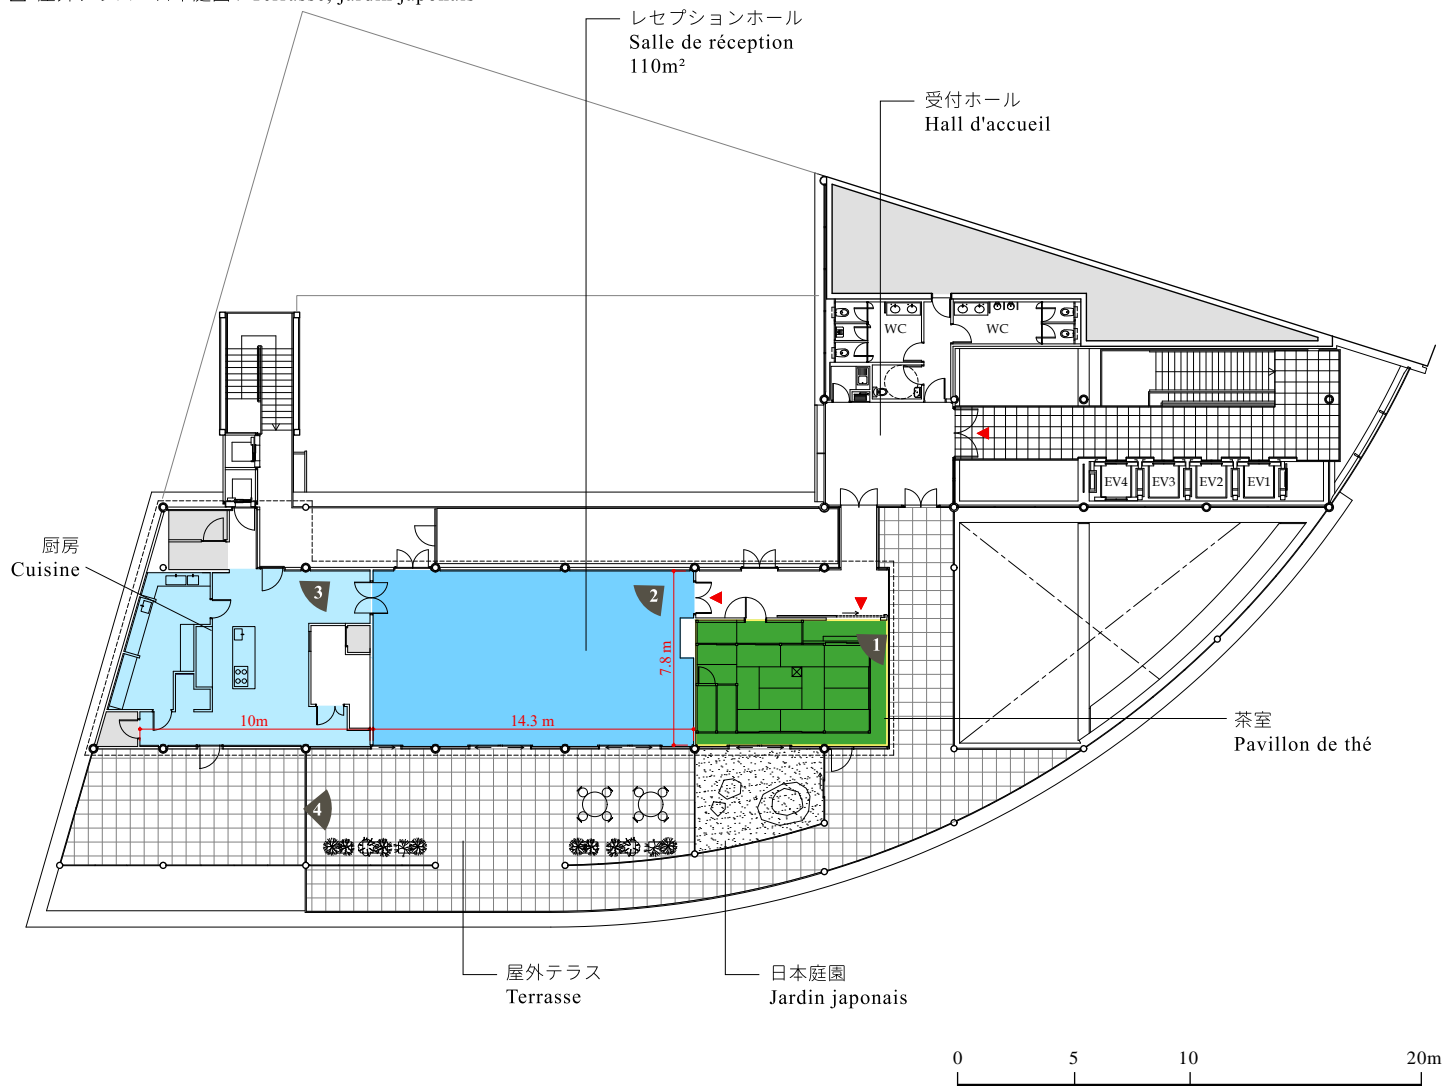 Terrasse, jardin japonais
レセプションホール
Salle de réception
110m²
受付ホール
Hall d'accueil
WC
WC
EV4
EV3
EV2
EV1
厨房
Cuisine
3
2
1
7.8 m
10m
14.3 m
茶室
Pavillon de thé
4
屋外テラス
Terrasse
日本庭園
Jardin japonais
0
5
10
20m